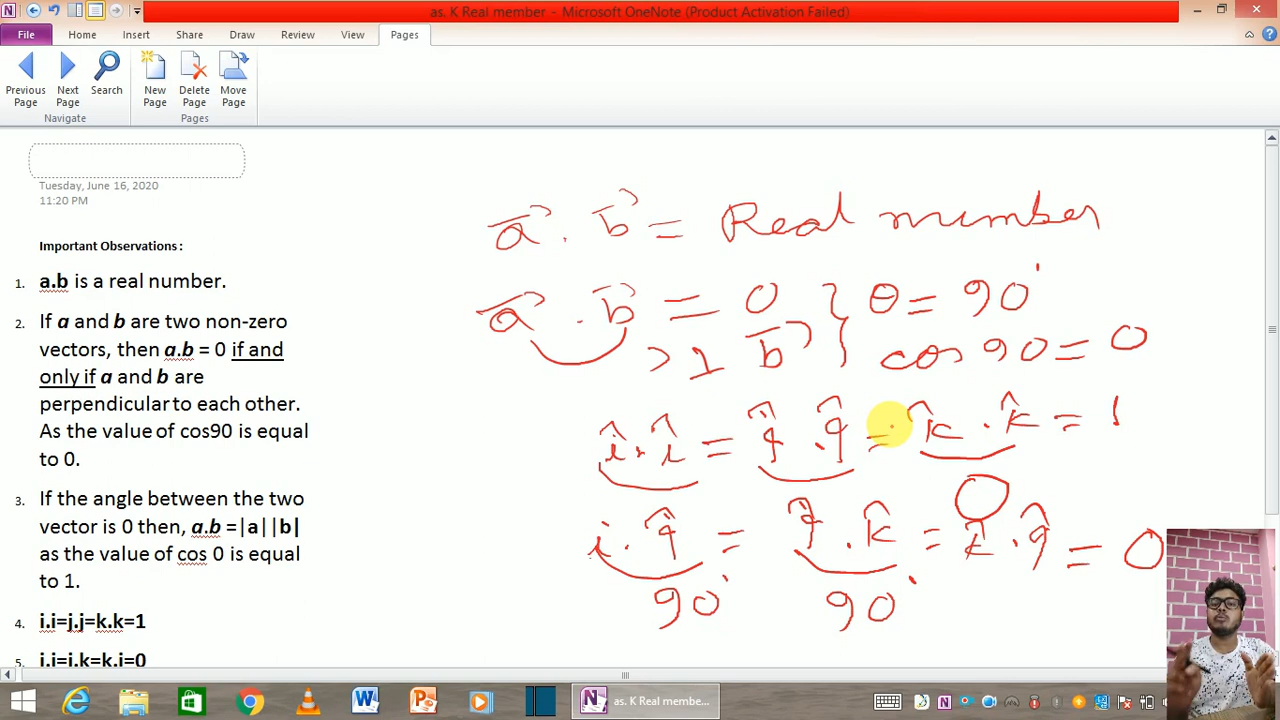 as. K Real member - Microsoft OneNote (Product Activation Failed)
File Home Insert Share Draw Review View Pages
Previous Page
Next Page
Search
New Page
Delete Page
Move Page
Navigate
Pages
Tuesday, June 16, 2020
11:20 PM
Important Observations :
1. a.b is a real number.
2. If a and b are two non-zero
vectors, then a.b = 0 if and
only if a and b are
perpendicular to each other.
As the value of cos90 is equal
to 0.
3. If the angle between the two
vector is 0 then, a.b =|a||b|
as the value of cos 0 is equal
to 1.
4. i.i=j.j=k.k=1
5. i.j=j.k=k.i=0
a⃗ . b⃗ = Real number
a⃗ . b⃗ = 0 } θ = 90°
>1 b⃗ } cos 90 = 0
î . î = ĵ . ĵ = k̂ . k̂ = 1
i . ĵ = ĵ . k̂ = k̂ . ĵ = 0
90° 90°
as. K Real membe...